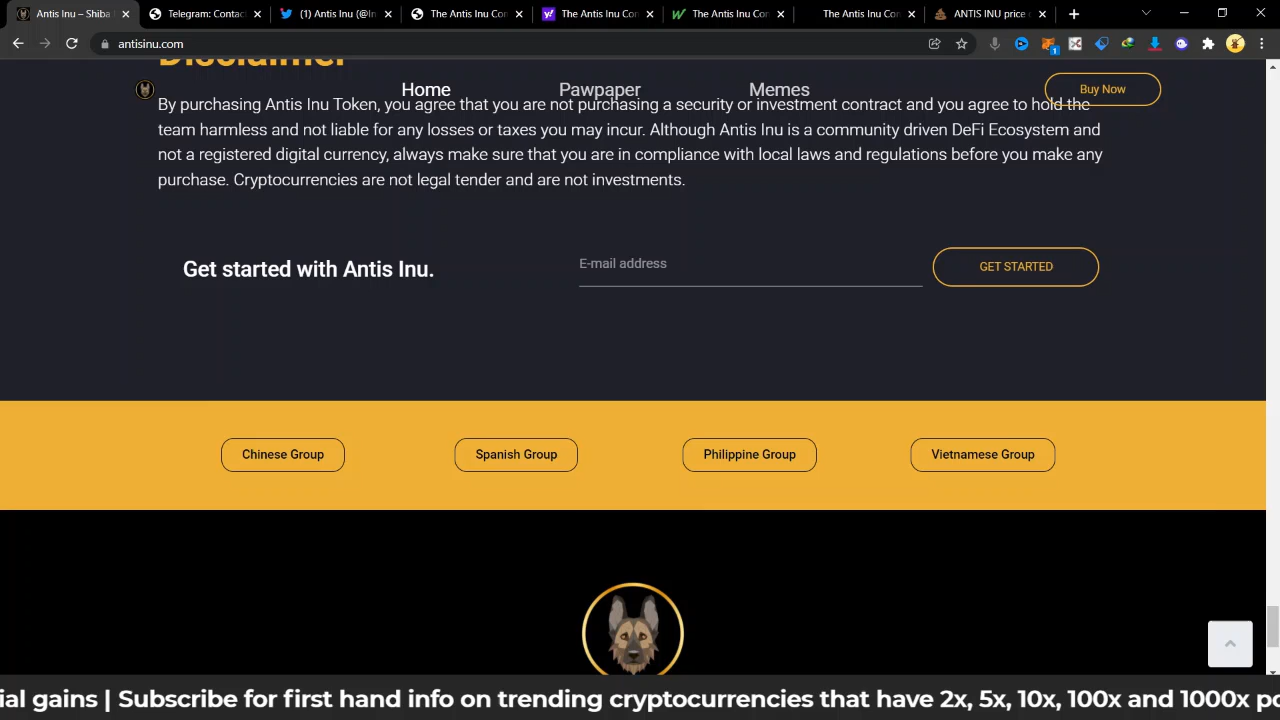 Antis Inu – Shiba
Telegram: Contac
(1) Antis Inu (@In
The Antis Inu Con
The Antis Inu Con
The Antis Inu Con
The Antis Inu Con
ANTIS INU price
antisinu.com
Disclaimer
Home
Pawpaper
Memes
Buy Now
By purchasing Antis Inu Token, you agree that you are not purchasing a security or investment contract and you agree to hold the
team harmless and not liable for any losses or taxes you may incur. Although Antis Inu is a community driven DeFi Ecosystem and
not a registered digital currency, always make sure that you are in compliance with local laws and regulations before you make any
purchase. Cryptocurrencies are not legal tender and are not investments.
Get started with Antis Inu.
E-mail address
GET STARTED
Chinese Group
Spanish Group
Philippine Group
Vietnamese Group
ial gains | Subscribe for first hand info on trending cryptocurrencies that have 2x, 5x, 10x, 100x and 1000x po